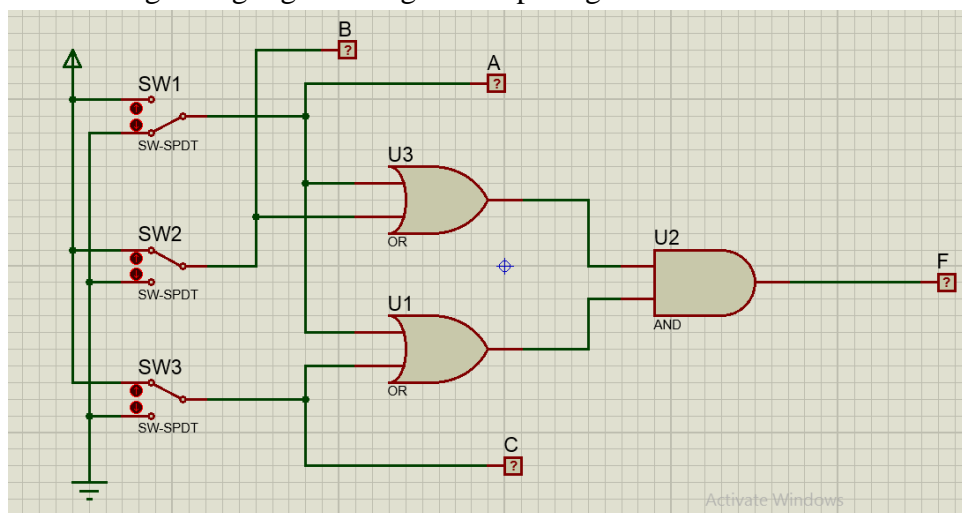 B
?
A
?
SW1
SW-SPDT
U3
OR
SW2
SW-SPDT
U2
AND
F
?
U1
OR
SW3
SW-SPDT
C
?
Activate Windows